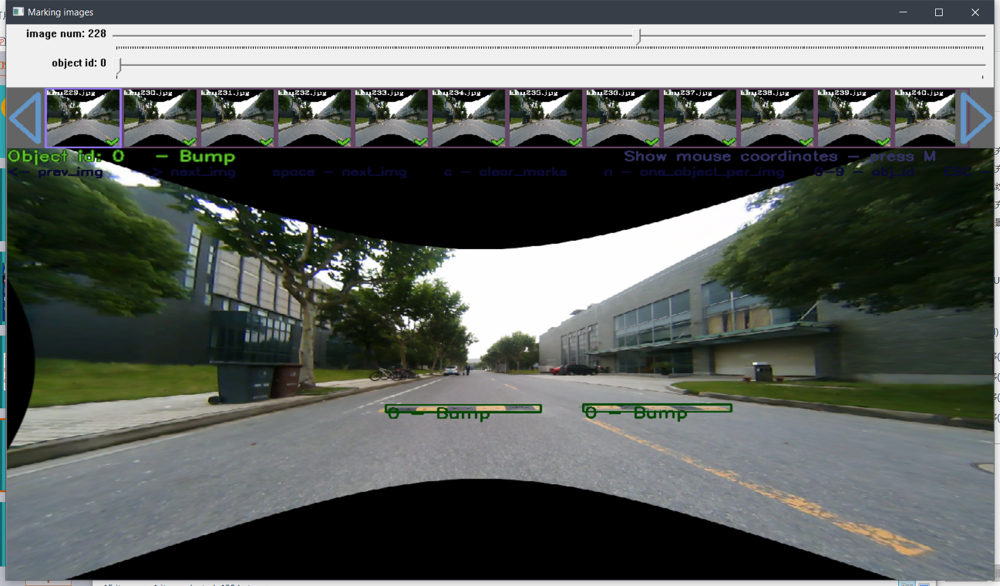 Marking images
image num: 228
object id: 0
kbu229.jpg kbu230.jpg kbu231.jpg kbu232.jpg kbu233.jpg kbu234.jpg kbu235.jpg kbu236.jpg kbu237.jpg kbu238.jpg kbu239.jpg kbu240.jpg
Object id: 0 - Bump Show mouse coordinates - press M
<- prev_img -> next_img space - next_img c - clear_marks n - one_object_per_img 0-9 - obj_id ESC -
0 - Bump 0 - Bump